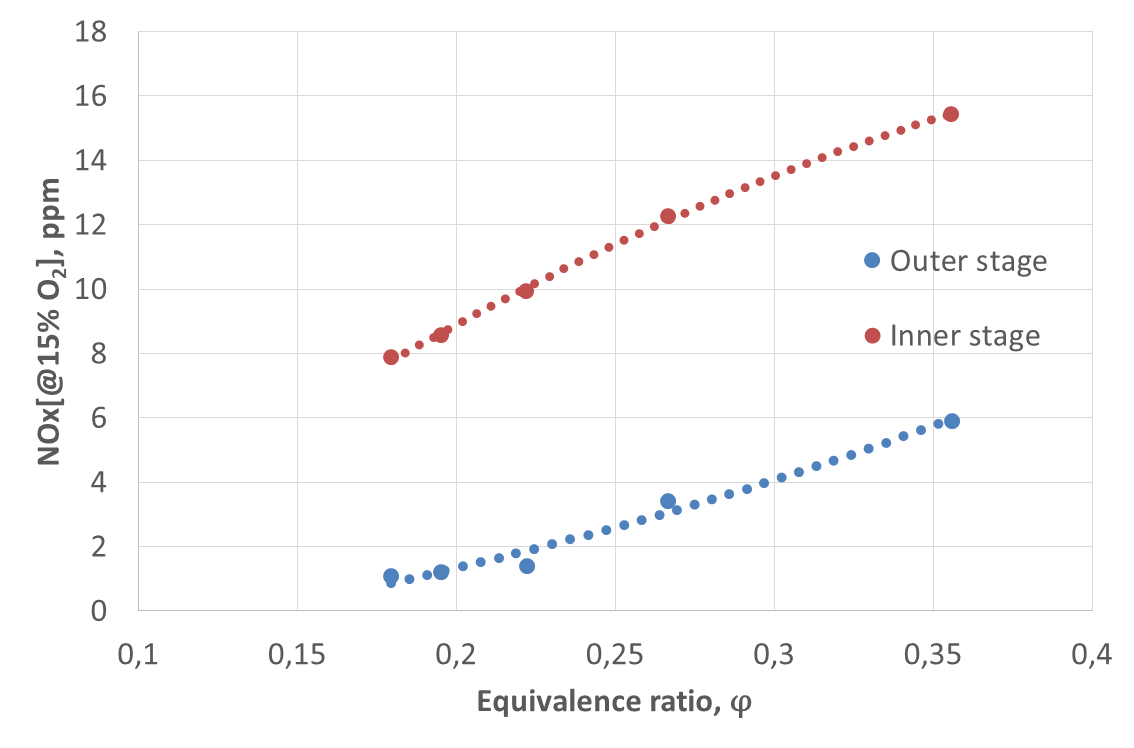 18
16
14
12
10
8
6
4
2
0
NOx[@15% O₂], ppm
Outer stage
Inner stage
0,1 0,15 0,2 0,25 0,3 0,35 0,4
Equivalence ratio, φ